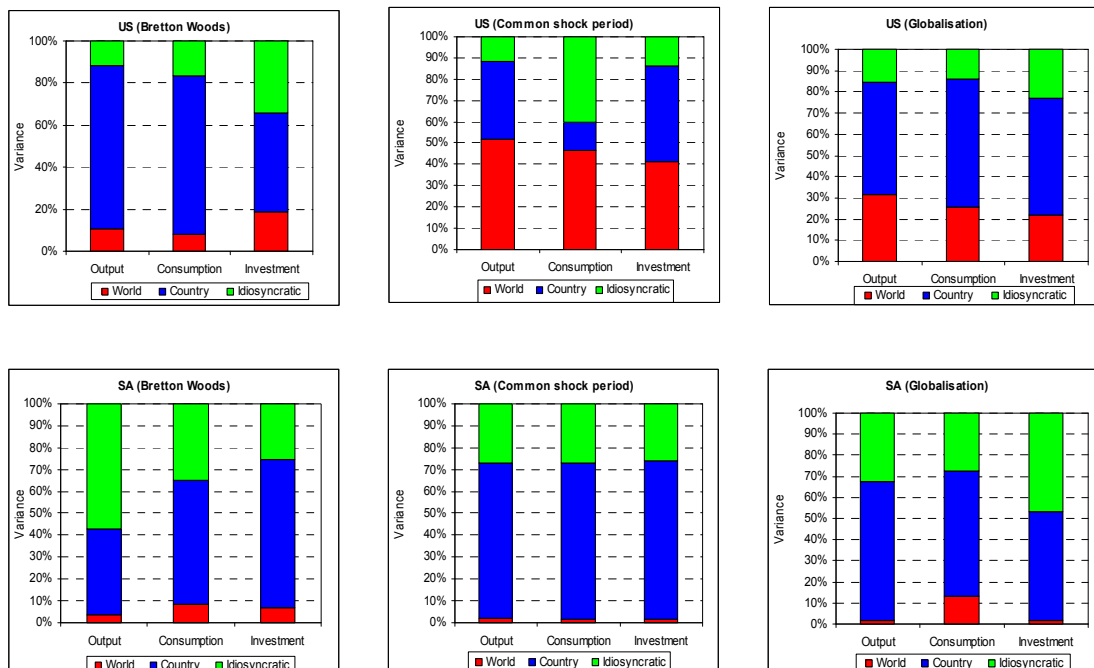 US (Bretton Woods)
100%
80%
60%
40%
20%
0%
Variance
Output Consumption Investment
World Country Idiosyncratic
US (Common shock period)
100%
90%
80%
70%
60%
50%
40%
30%
20%
10%
0%
Variance
Output Consumption Investment
World Country Idiosyncratic
US (Globalisation)
100%
90%
80%
70%
60%
50%
40%
30%
20%
10%
0%
Variance
Output Consumption Investment
World Country Idiosyncratic
SA (Bretton Woods)
100%
90%
80%
70%
60%
50%
40%
30%
20%
10%
0%
Variance
Output Consumption Investment
World Country Idiosyncratic
SA (Common shock period)
100%
90%
80%
70%
60%
50%
40%
30%
20%
10%
0%
Variance
Output Consumption Investment
World Country Idiosyncratic
SA (Globalisation)
100%
90%
80%
70%
60%
50%
40%
30%
20%
10%
0%
Variance
Output Consumption Investment
World Country Idiosyncratic